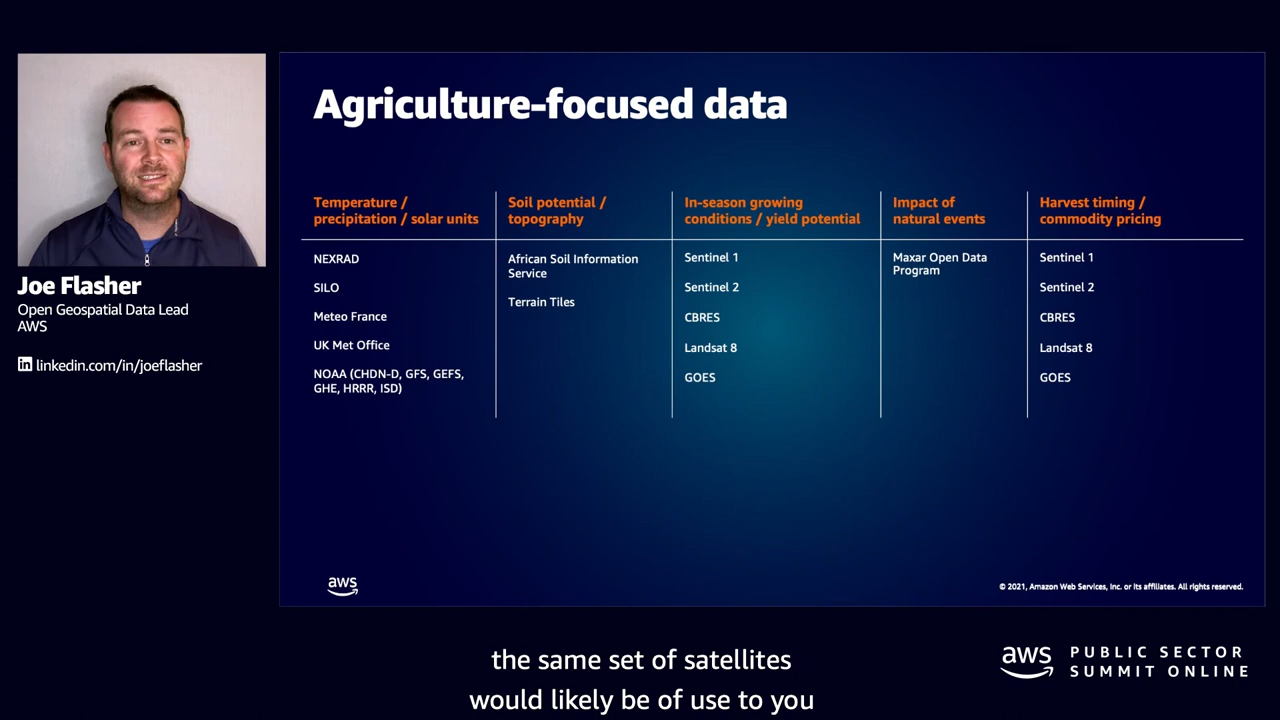 Agriculture-focused data
Temperature /
precipitation / solar units
NEXRAD
SILO
Meteo France
UK Met Office
NOAA (CHDN-D, GFS, GEFS,
GHE, HRRR, ISD)
Soil potential /
topography
African Soil Information
Service
Terrain Tiles
In-season growing
conditions / yield potential
Sentinel 1
Sentinel 2
CBRES
Landsat 8
GOES
Impact of
natural events
Maxar Open Data
Program
Harvest timing /
commodity pricing
Sentinel 1
Sentinel 2
CBRES
Landsat 8
GOES
Joe Flasher
Open Geospatial Data Lead
AWS
in linkedin.com/in/joeflasher
aws
© 2021, Amazon Web Services, Inc. or its affiliates. All rights reserved.
the same set of satellites
would likely be of use to you
aws PUBLIC SECTOR
SUMMIT ONLINE